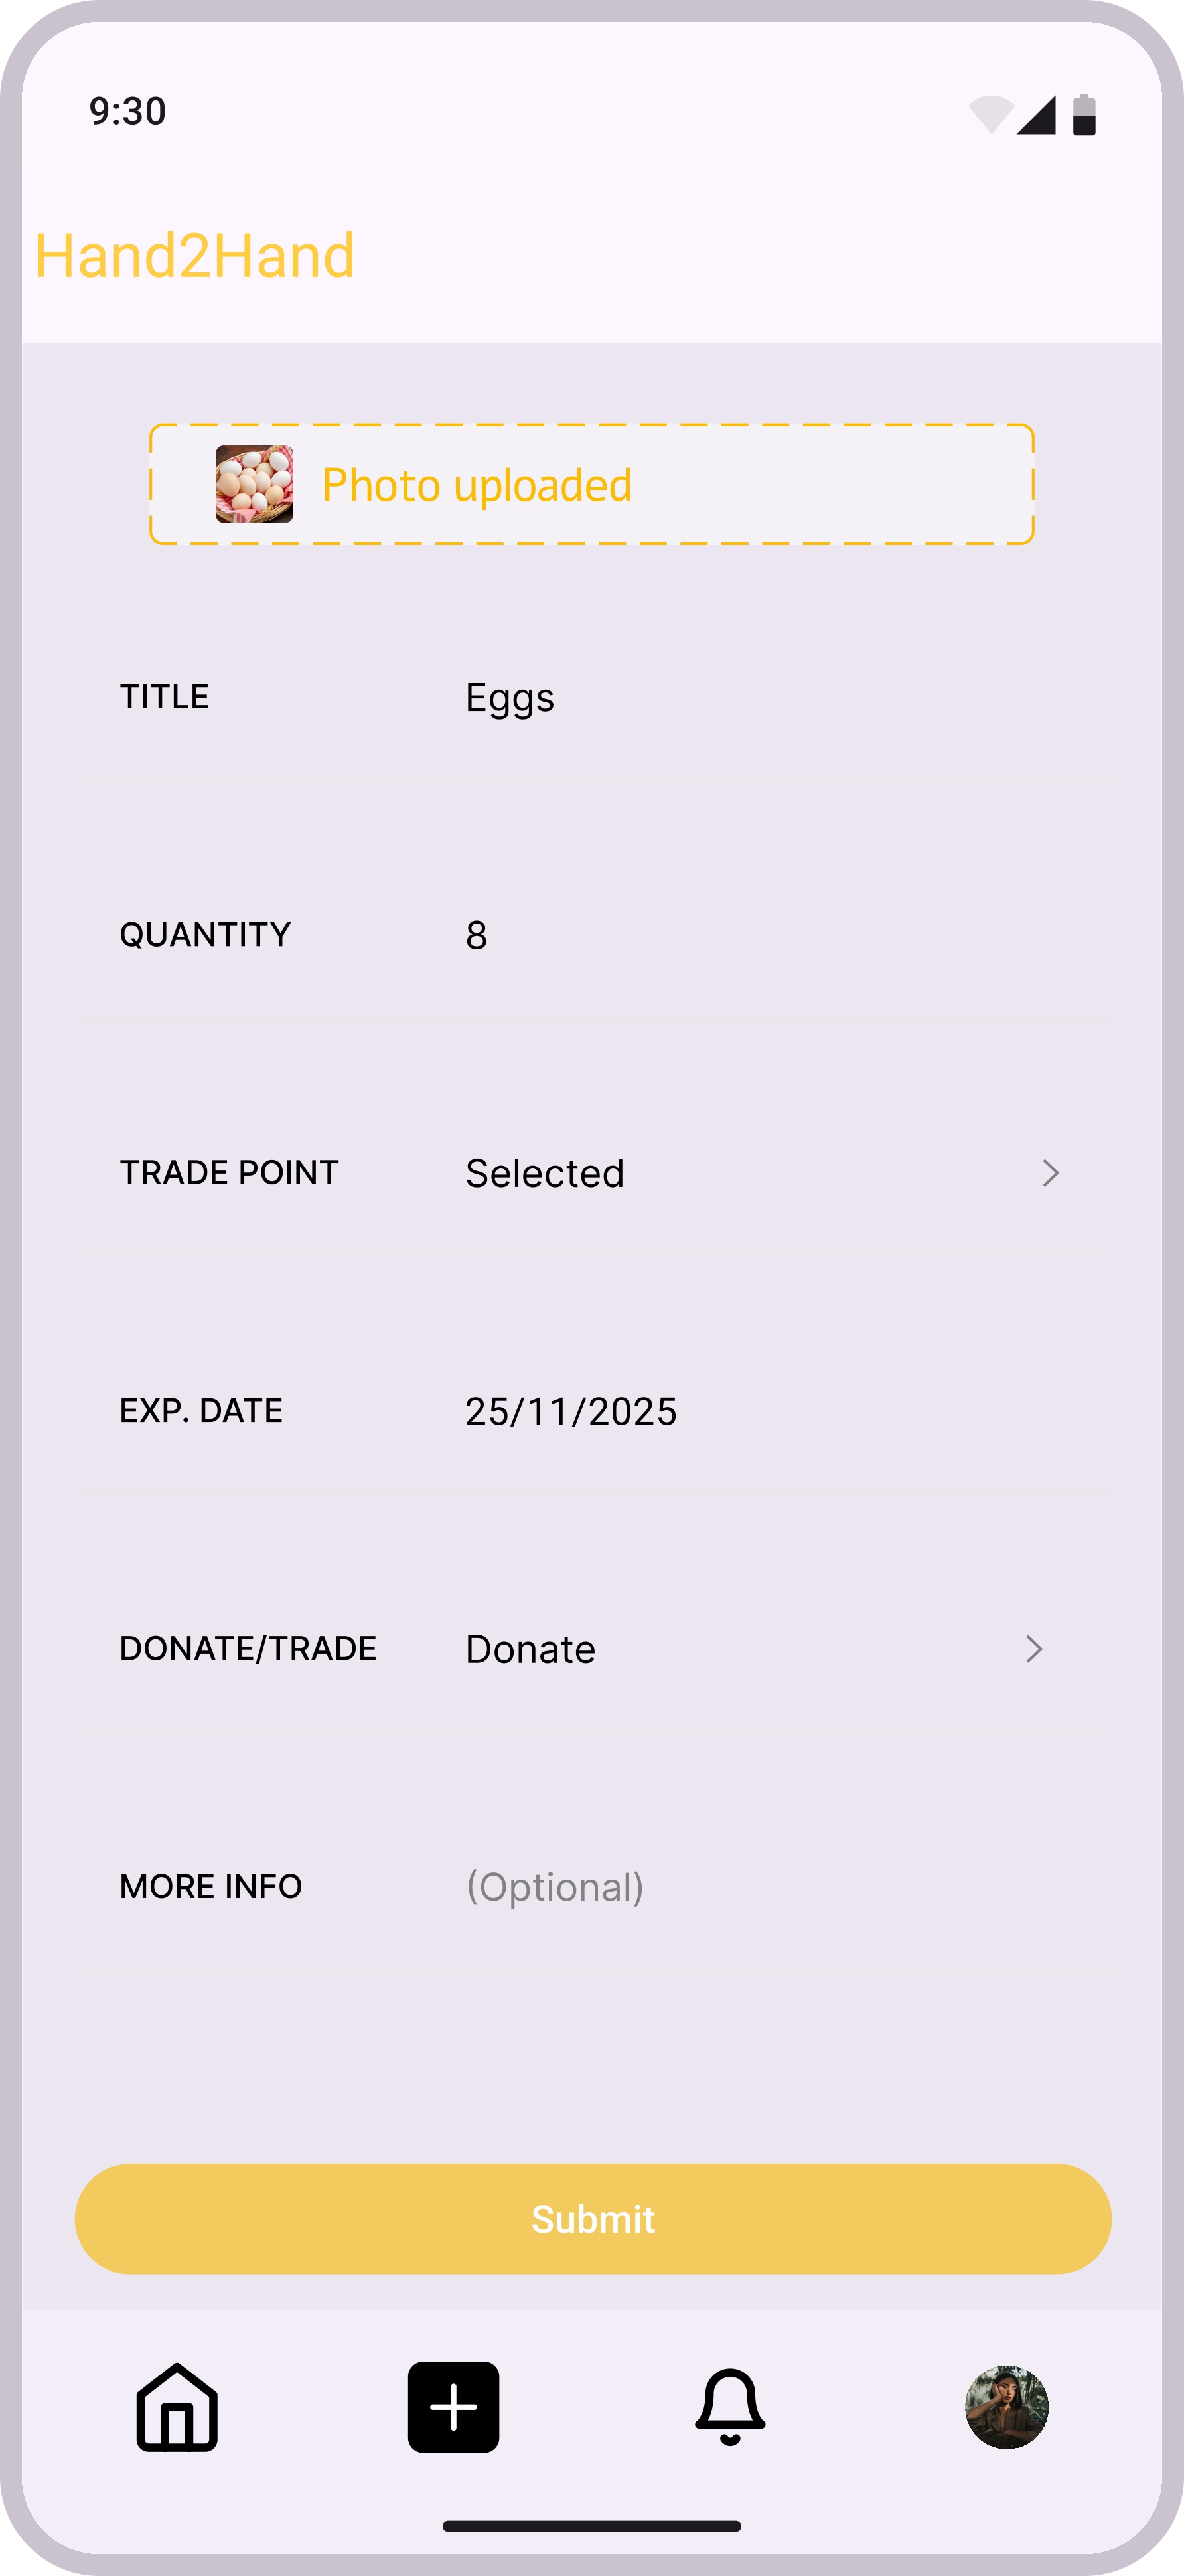 9:30
Hand2Hand
Photo uploaded
TITLE Eggs
QUANTITY 8
TRADE POINT Selected
EXP. DATE 25/11/2025
DONATE/TRADE Donate
MORE INFO (Optional)
Submit